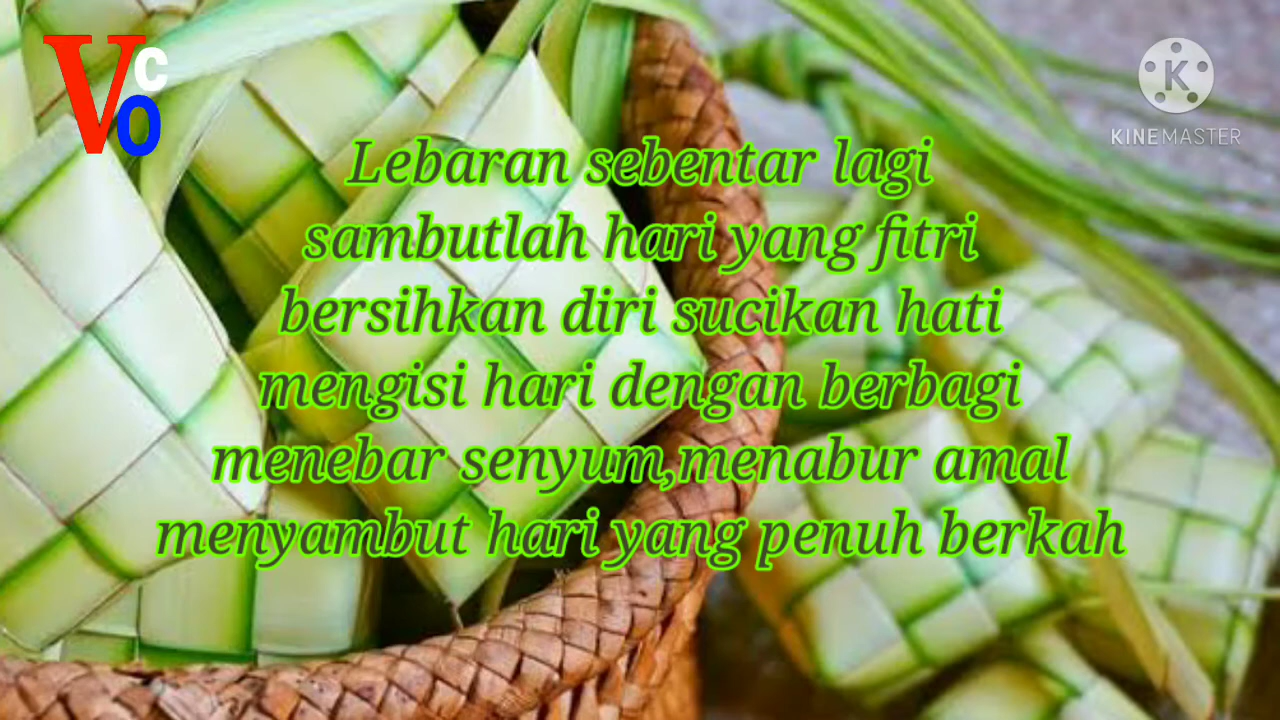 VCO
K
KINEMASTER
Lebaran sebentar lagi
sambutlah hari yang fitri
bersihkan diri sucikan hati
mengisi hari dengan berbagi
menebar senyum,menabur amal
menyambut hari yang penuh berkah